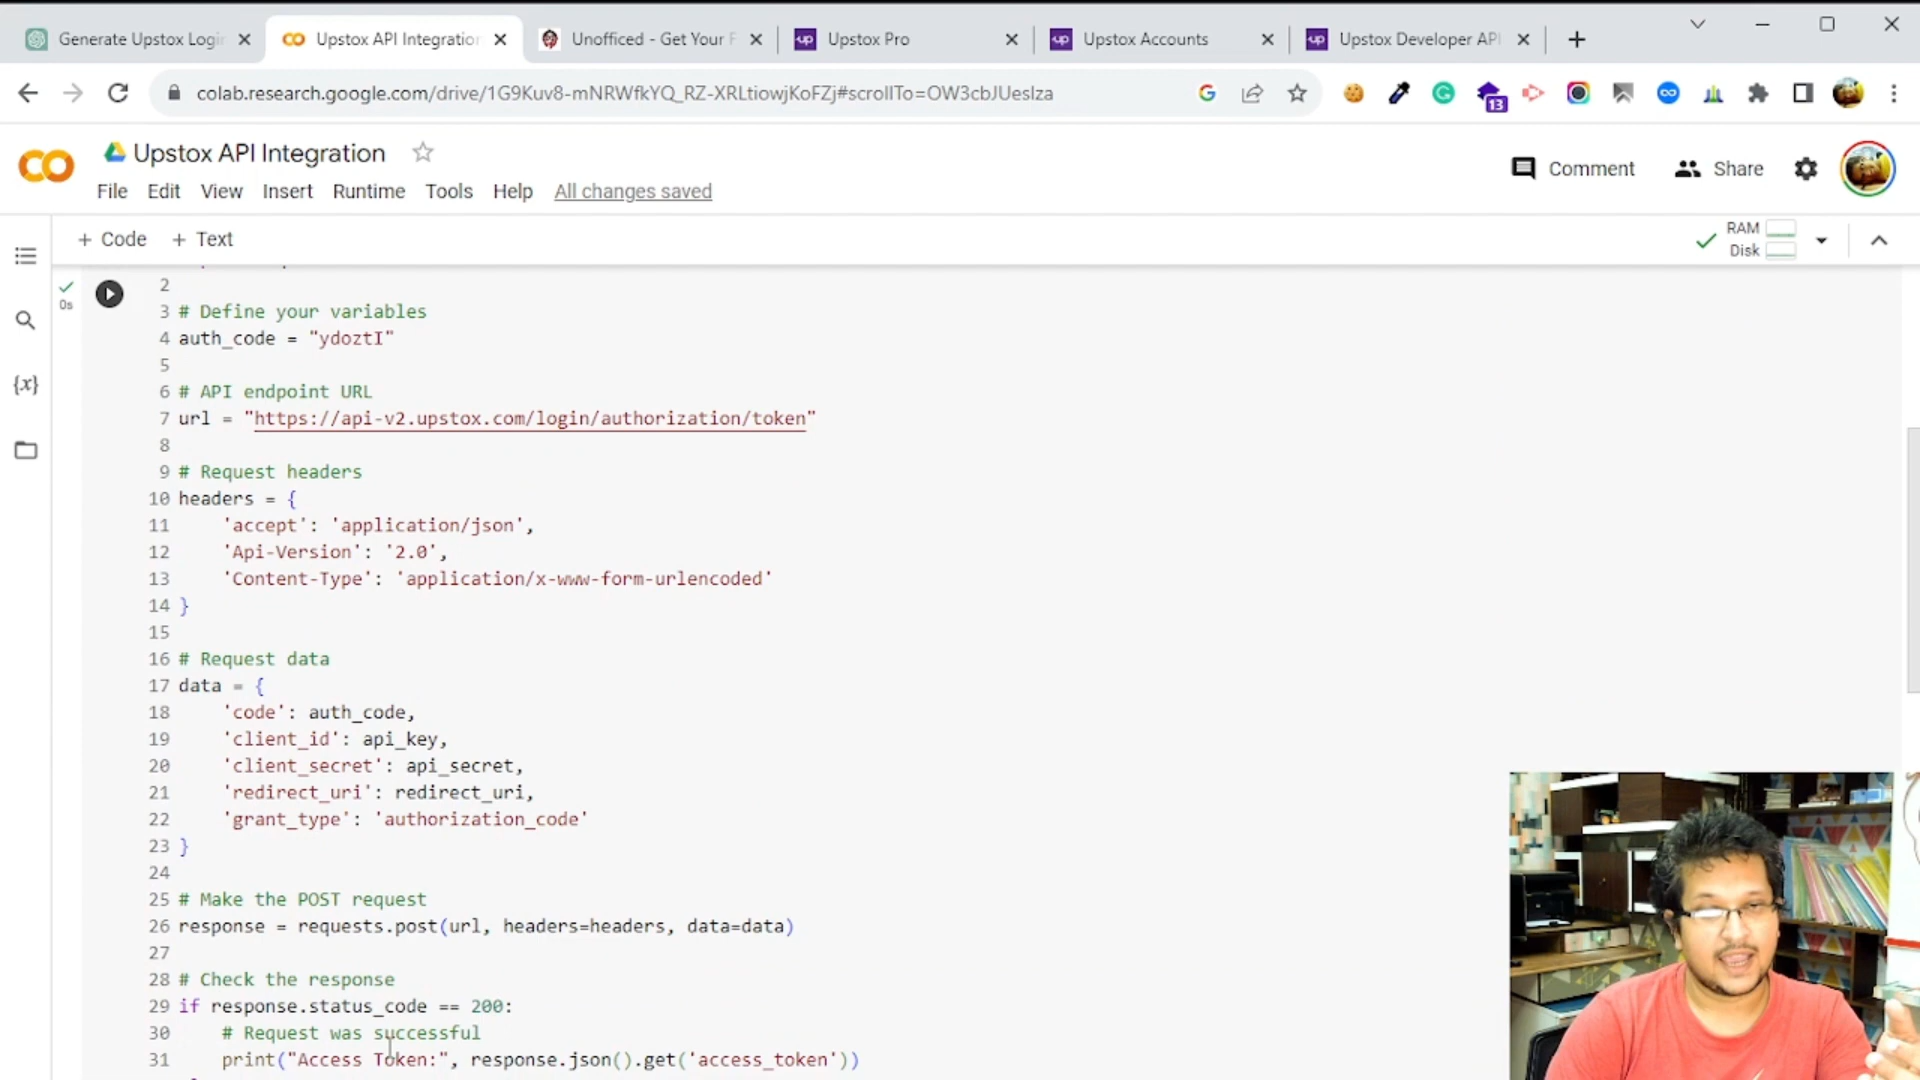 Generate Upstox Logi
Upstox API Integration
Unofficed - Get Your F
Upstox Pro
Upstox Accounts
Upstox Developer API
colab.research.google.com/drive/1G9Kuv8-mNRWfkYQ_RZ-XRLtiowjKoFZj#scrollTo=OW3cbJUeslza
13
Upstox API Integration
Comment
Share
File Edit View Insert Runtime Tools Help All changes saved
+ Code + Text
RAM
Disk
0s
2
3 # Define your variables
4 auth_code = "ydoztI"
5
6 # API endpoint URL
7 url = "https://api-v2.upstox.com/login/authorization/token"
8
9 # Request headers
10 headers = {
11 'accept': 'application/json',
12 'Api-Version': '2.0',
13 'Content-Type': 'application/x-www-form-urlencoded'
14 }
15
16 # Request data
17 data = {
18 'code': auth_code,
19 'client_id': api_key,
20 'client_secret': api_secret,
21 'redirect_uri': redirect_uri,
22 'grant_type': 'authorization_code'
23 }
24
25 # Make the POST request
26 response = requests.post(url, headers=headers, data=data)
27
28 # Check the response
29 if response.status_code == 200:
30 # Request was successful
31 print("Access Token:", response.json().get('access_token'))